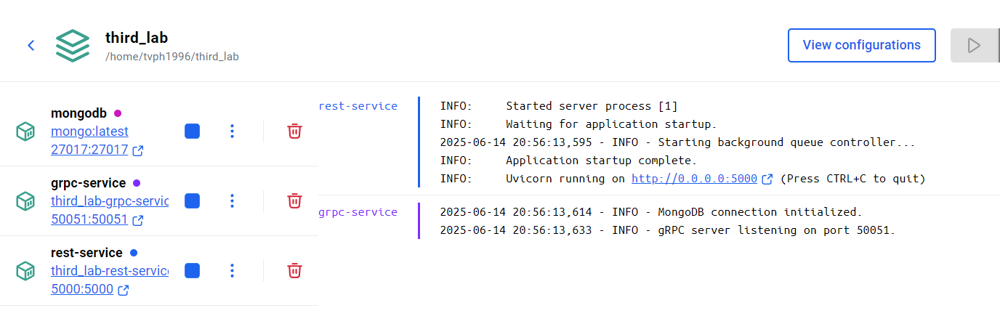 third_lab
/home/tvph1996/third_lab
View configurations
mongodb
mongo:latest
27017:27017
grpc-service
third_lab-grpc-servic
50051:50051
rest-service
third_lab-rest-service
5000:5000
rest-service
INFO: Started server process [1]
INFO: Waiting for application startup.
2025-06-14 20:56:13,595 - INFO - Starting background queue controller...
INFO: Application startup complete.
INFO: Uvicorn running on http://0.0.0.0:5000 (Press CTRL+C to quit)
grpc-service
2025-06-14 20:56:13,614 - INFO - MongoDB connection initialized.
2025-06-14 20:56:13,633 - INFO - gRPC server listening on port 50051.